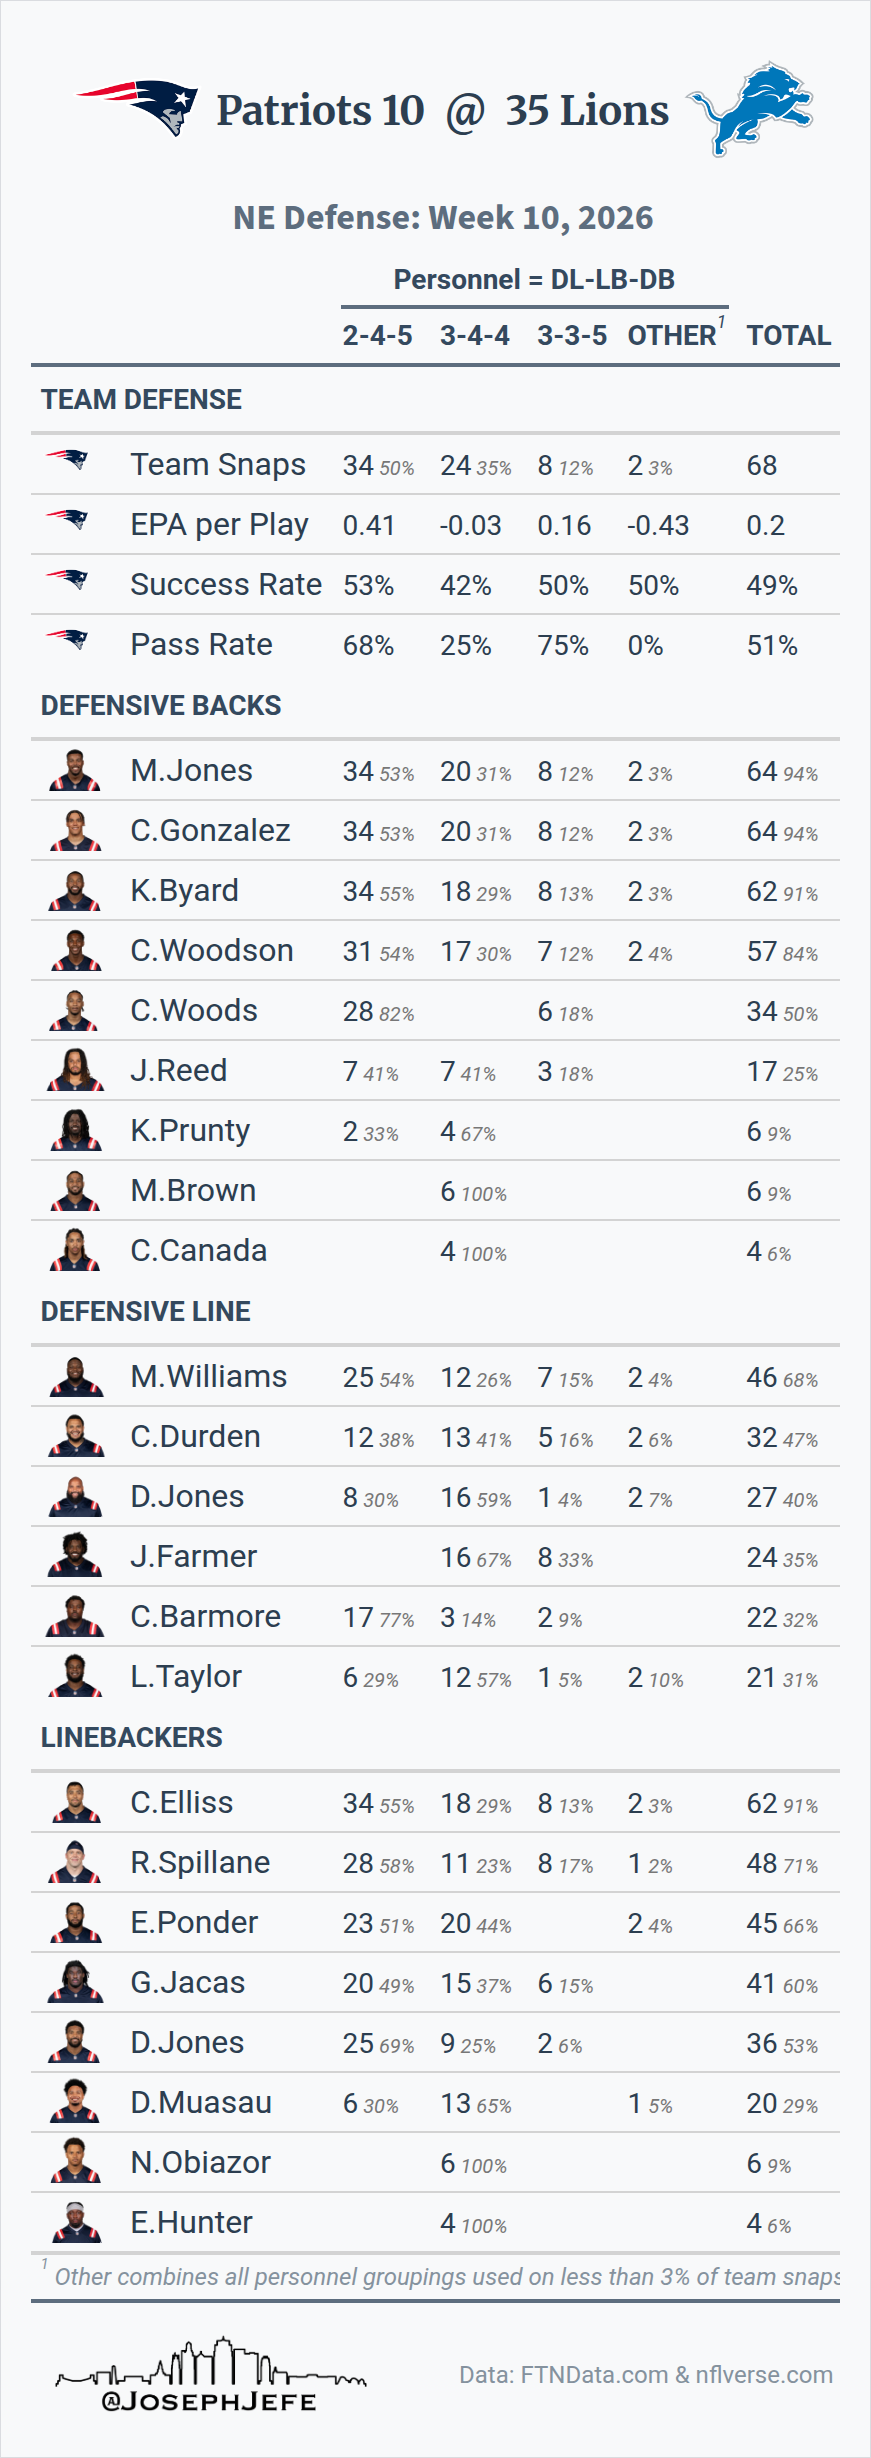 Patriots 10 @ 35 Lions
NE Defense: Week 10, 2026
Personnel = DL-LB-DB
2-4-5 3-4-4 3-3-5 OTHER1 TOTAL
TEAM DEFENSE
Team Snaps 34 50% 24 35% 8 12% 2 3% 68
EPA per Play 0.41 -0.03 0.16 -0.43 0.2
Success Rate 53% 42% 50% 50% 49%
Pass Rate 68% 25% 75% 0% 51%
DEFENSIVE BACKS
M.Jones 34 53% 20 31% 8 12% 2 3% 64 94%
C.Gonzalez 34 53% 20 31% 8 12% 2 3% 64 94%
K.Byard 34 55% 18 29% 8 13% 2 3% 62 91%
C.Woodson 31 54% 17 30% 7 12% 2 4% 57 84%
C.Woods 28 82% 6 18% 34 50%
J.Reed 7 41% 7 41% 3 18% 17 25%
K.Prunty 2 33% 4 67% 6 9%
M.Brown 6 100% 6 9%
C.Canada 4 100% 4 6%
DEFENSIVE LINE
M.Williams 25 54% 12 26% 7 15% 2 4% 46 68%
C.Durden 12 38% 13 41% 5 16% 2 6% 32 47%
D.Jones 8 30% 16 59% 1 4% 2 7% 27 40%
J.Farmer 16 67% 8 33% 24 35%
C.Barmore 17 77% 3 14% 2 9% 22 32%
L.Taylor 6 29% 12 57% 1 5% 2 10% 21 31%
LINEBACKERS
C.Elliss 34 55% 18 29% 8 13% 2 3% 62 91%
R.Spillane 28 58% 11 23% 8 17% 1 2% 48 71%
E.Ponder 23 51% 20 44% 2 4% 45 66%
G.Jacas 20 49% 15 37% 6 15% 41 60%
D.Jones 25 69% 9 25% 2 6% 36 53%
D.Muasau 6 30% 13 65% 1 5% 20 29%
N.Obiazor 6 100% 6 9%
E.Hunter 4 100% 4 6%
1 Other combines all personnel groupings used on less than 3% of team snaps
@JOSEPHJEFE
Data: FTNData.com & nflverse.com